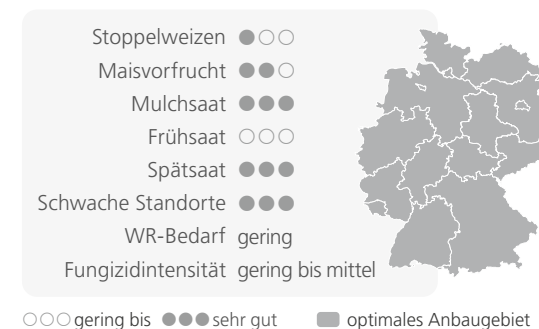 Stoppelweizen ●○○
Maisvorfrucht ●●○
Mulchsaat ●●●
Frühsaat ○○○
Spätsaat ●●●
Schwache Standorte ●●●
WR-Bedarf gering
Fungizidintensität gering bis mittel
○○○ gering bis ●●● sehr gut optimales Anbaugebiet